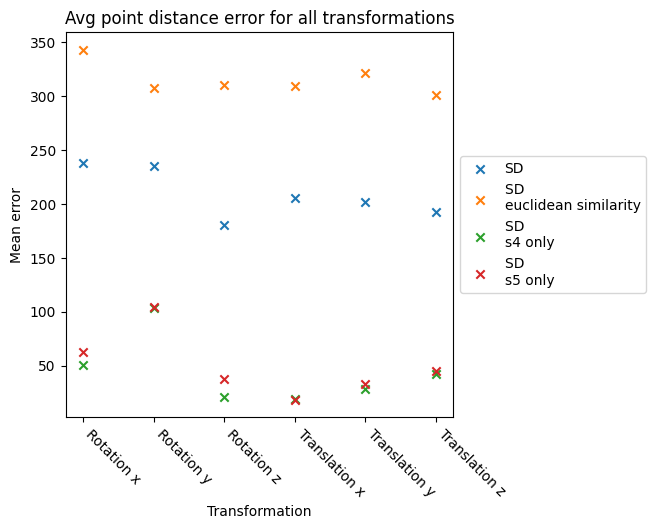 Avg point distance error for all transformations
350
300
250
200
150
100
50
Mean error
Rotation x
Rotation y
Rotation z
Translation x
Translation y
Translation z
Transformation
SD
SD
euclidean similarity
SD
s4 only
SD
s5 only